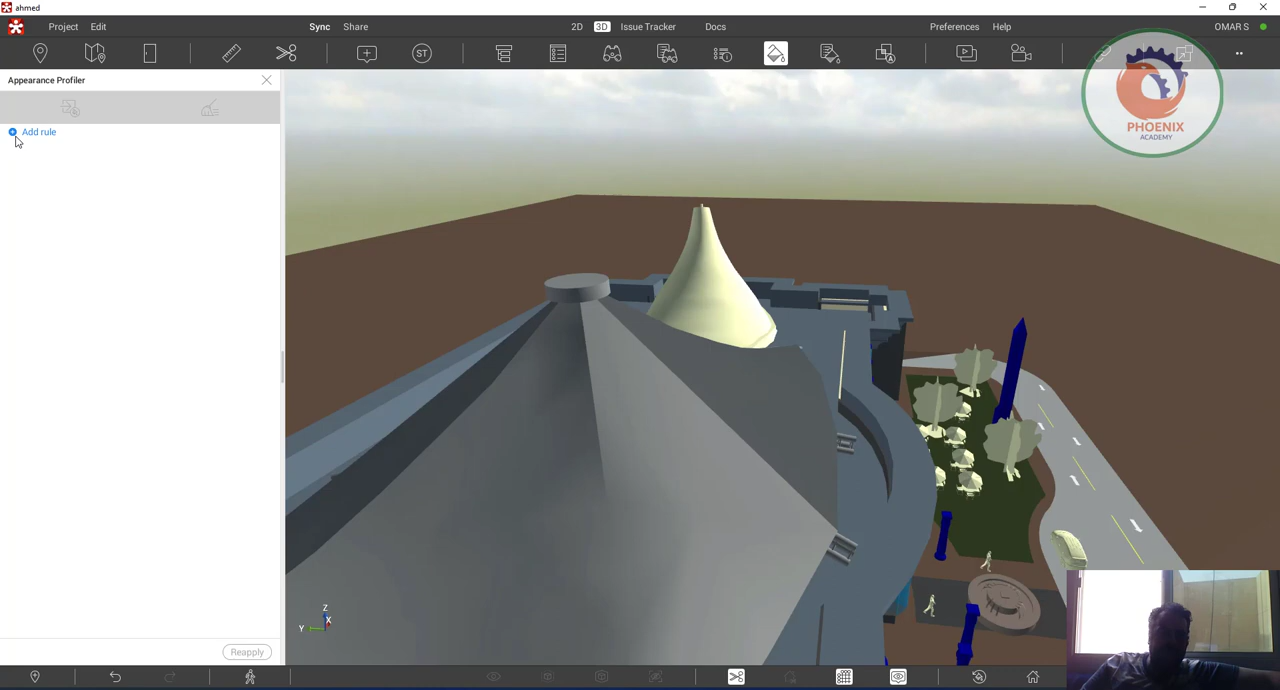 ahmed
Project Edit Sync Share 2D 3D Issue Tracker Docs Preferences Help OMAR S
ST
Appearance Profiler
PHOENIX
ACADEMY
Add rule
Z
X
Y
Reapply